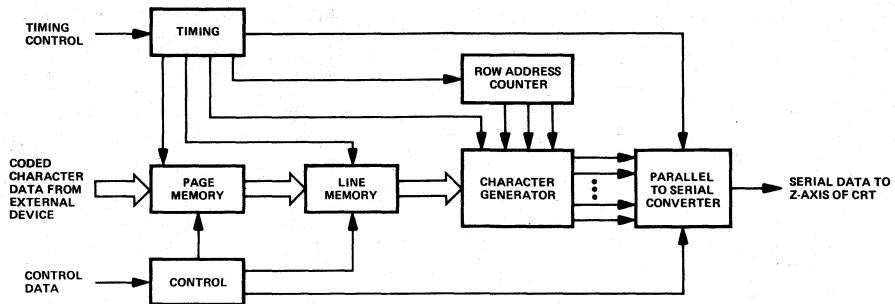 TIMING
CONTROL
TIMING
ROW ADDRESS
COUNTER
CODED
CHARACTER
DATA FROM
EXTERNAL
DEVICE
PAGE
MEMORY
LINE
MEMORY
CHARACTER
GENERATOR
PARALLEL
TO SERIAL
CONVERTER
SERIAL DATA TO
Z-AXIS OF CRT
CONTROL
DATA
CONTROL